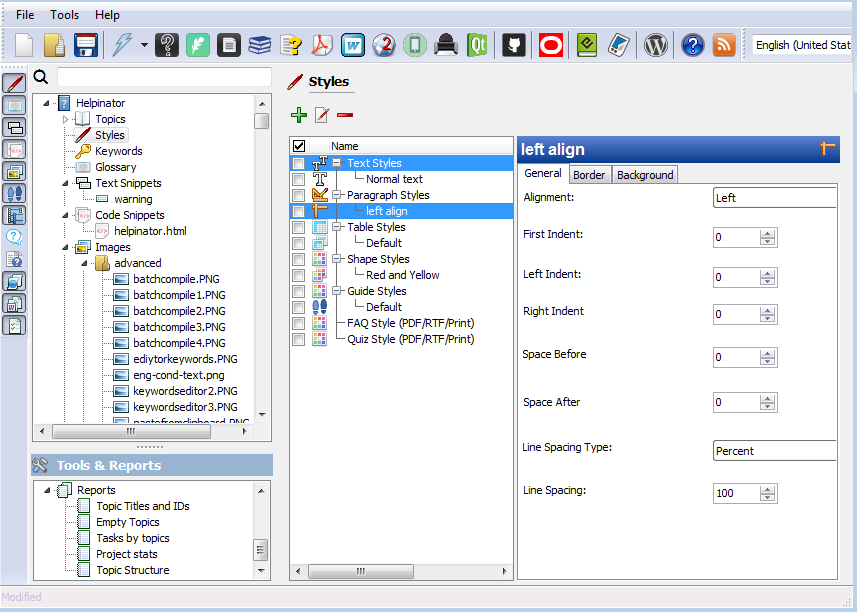 File Tools Help
W 2 Qt
English (United Stat
Helpinator
Topics
Styles
Keywords
Glossary
Text Snippets
warning
Code Snippets
helpinator.html
Images
advanced
batchcompile.PNG
batchcompile1.PNG
batchcompile2.PNG
batchcompile3.PNG
batchcompile4.PNG
ediytorkeywords.PNG
eng-cond-text.png
keywordseditor2.PNG
keywordseditor3.PNG
pastefromclipboard.PNG
Tools & Reports
Reports
Topic Titles and IDs
Empty Topics
Tasks by topics
Project stats
Topic Structure
Styles
Name
Text Styles
Normal text
Paragraph Styles
left align
Table Styles
Default
Shape Styles
Red and Yellow
Guide Styles
Default
FAQ Style (PDF/RTF/Print)
Quiz Style (PDF/RTF/Print)
left align
General Border Background
Alignment: Left
First Indent: 0
Left Indent: 0
Right Indent 0
Space Before 0
Space After 0
Line Spacing Type: Percent
Line Spacing: 100
Modified